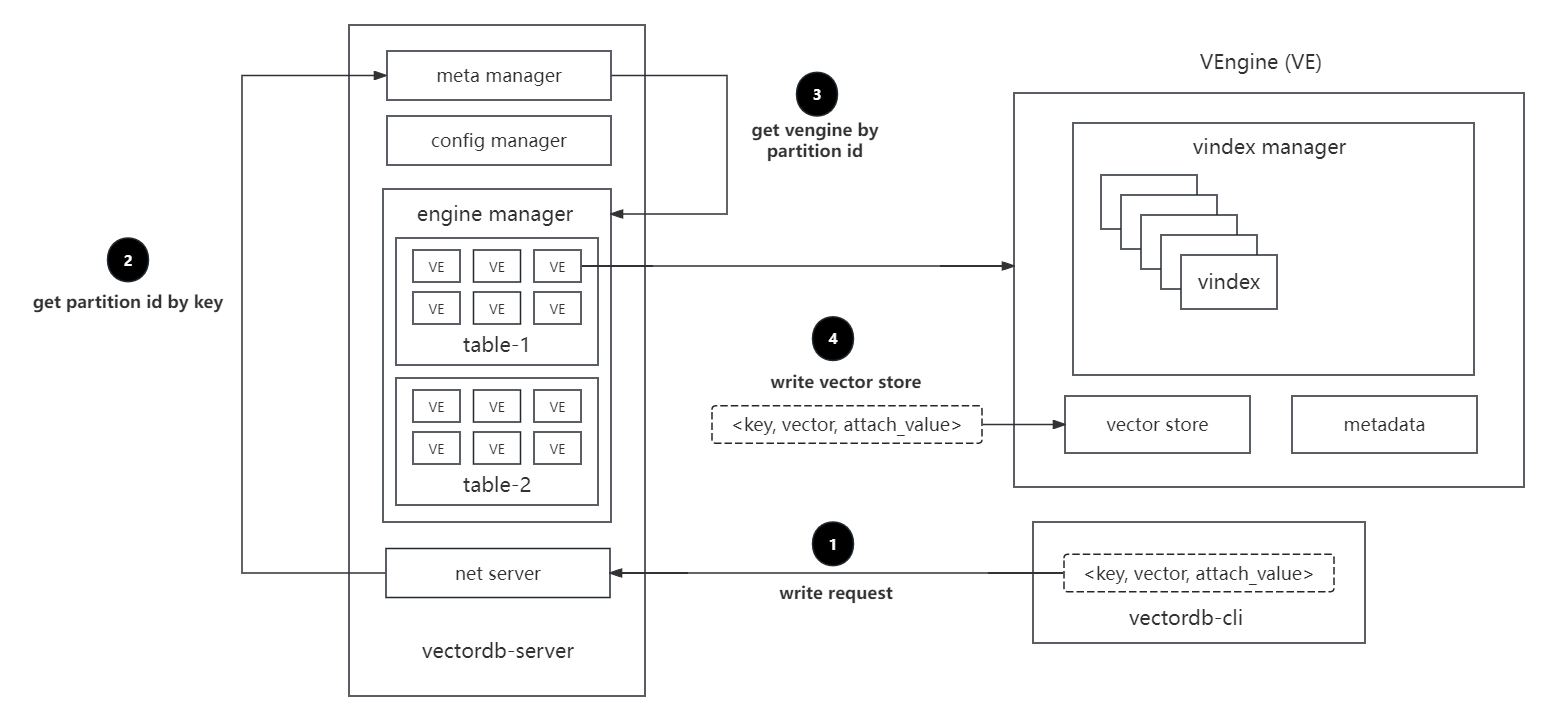 meta manager
config manager
engine manager
VE
VE
VE
VE
VE
VE
table-1
VE
VE
VE
VE
VE
VE
table-2
net server
vectordb-server
2
get partition id by key
3
get vengine by
partition id
4
write vector store
<key, vector, attach_value>
1
write request
VEngine (VE)
vindex manager
vindex
vector store
metadata
<key, vector, attach_value>
vectordb-cli